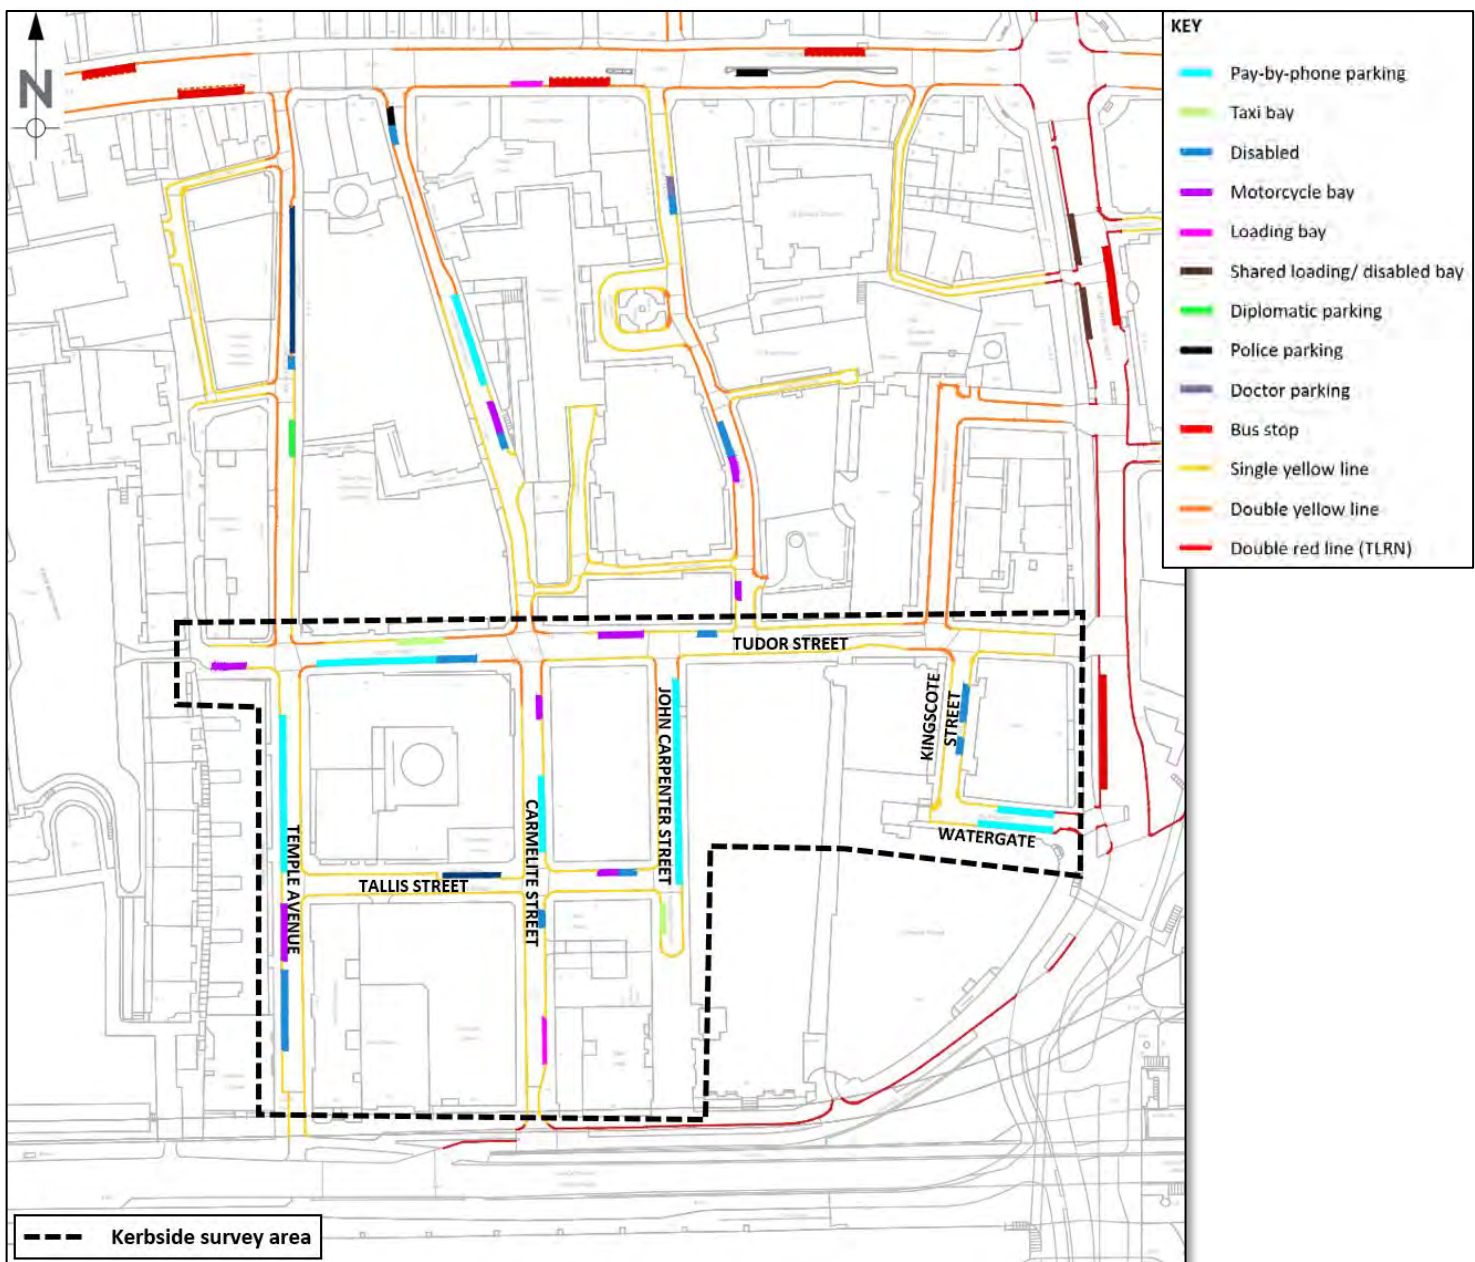 N
KEY
Pay-by-phone parking
Taxi bay
Disabled
Motorcycle bay
Loading bay
Shared loading/ disabled bay
Diplomatic parking
Police parking
Doctor parking
Bus stop
Single yellow line
Double yellow line
Double red line (TLRN)
TUDOR STREET
KINGSCOTE
STREET
JOHN CARPENTER STREET
CARMELITE STREET
TEMPLE AVENUE
TALLIS STREET
WATERGATE
Kerbside survey area